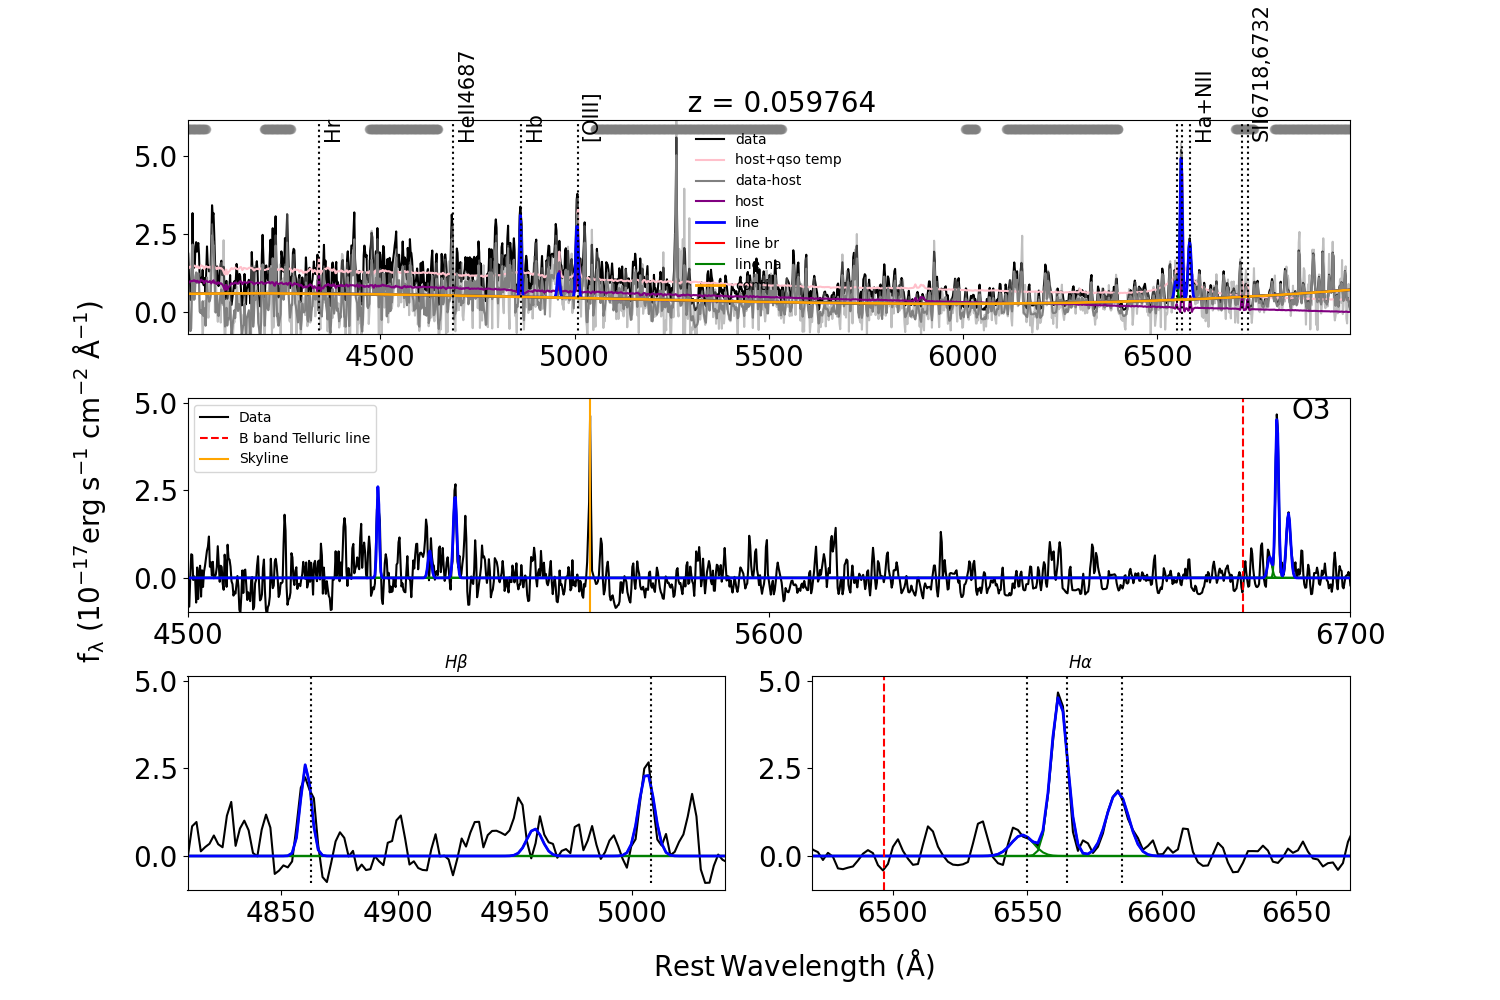 z = 0.059764
Hr
HeII4687
Hb
[OIII]
Ha+NII
SII6718,6732
data
host+qso temp
data-host
host
line
line br
line na
5.0
2.5
0.0
4500
5000
5500
6000
6500
f_λ (10^−17 erg s^−1 cm^−2 Å^−1)
Data
B band Telluric line
Skyline
O3
5.0
2.5
0.0
4500
5600
6700
Hβ
5.0
2.5
0.0
4850
4900
4950
5000
Hα
5.0
2.5
0.0
6500
6550
6600
6650
Rest Wavelength (Å)